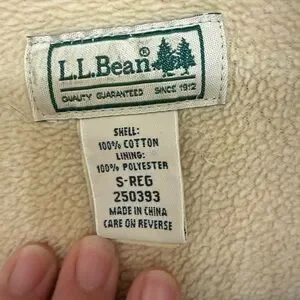 L.L.Bean®
QUALITY GUARANTEED SINCE 1912
SHELL:
100% COTTON
LINING:
100% POLYESTER
S-REG
250393
MADE IN CHINA
CARE ON REVERSE